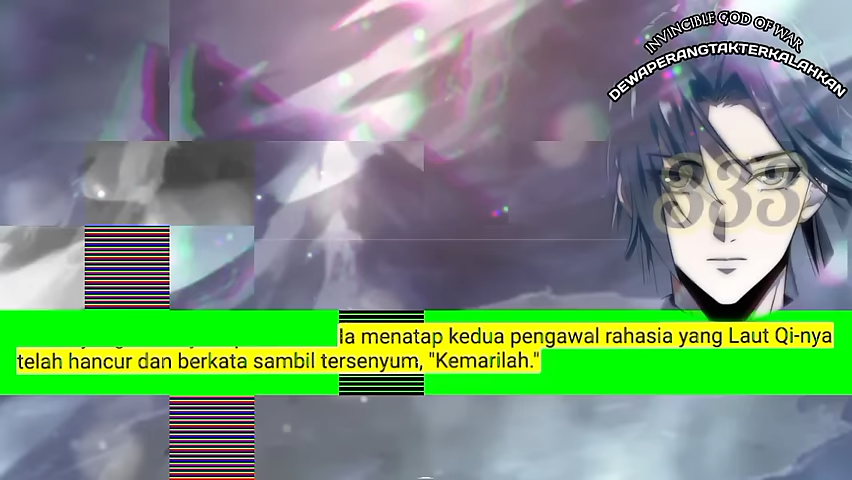 INVINCIBLE GOD OF WAR
DEWAPERANGTAKTERKALAHKAN
333
Ia menatap kedua pengawal rahasia yang Laut Qi-nya
telah hancur dan berkata sambil tersenyum, "Kemarilah."